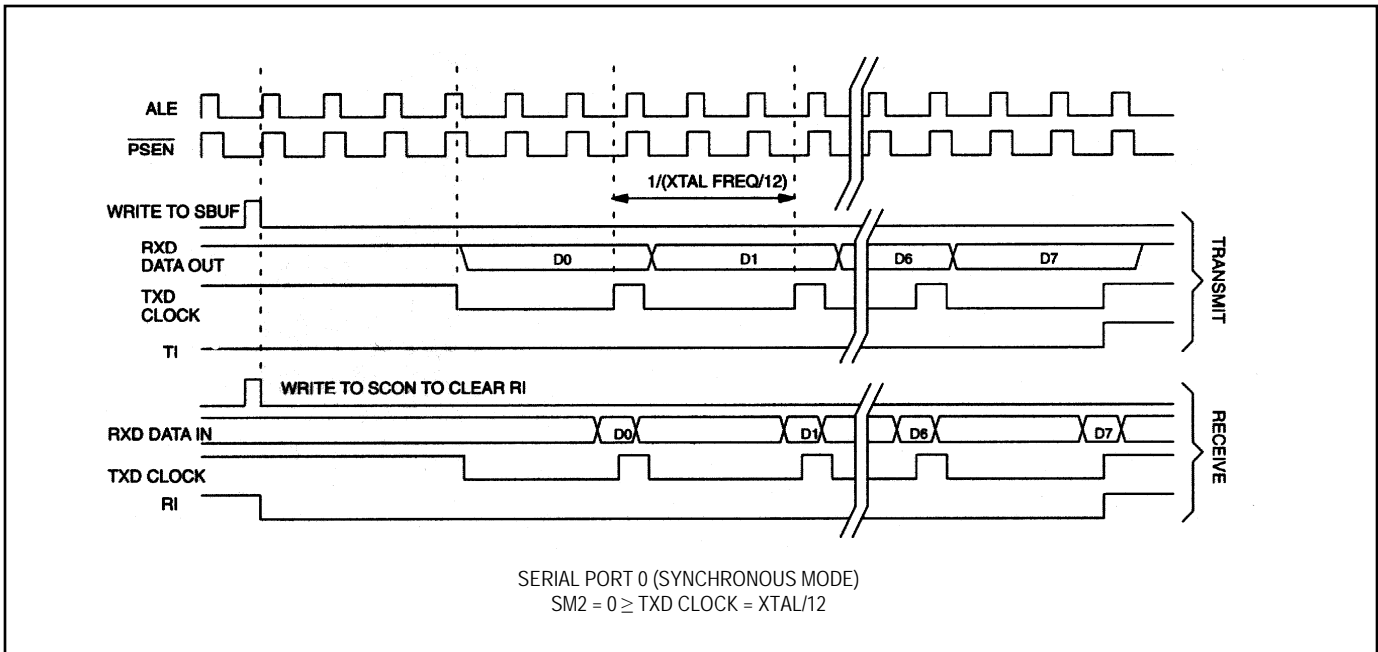 ALE
PSEN
1/(XTAL FREQ/12)
WRITE TO SBUF
RXD
DATA OUT
D0
D1
D6
D7
TXD
CLOCK
TI
TRANSMIT
WRITE TO SCON TO CLEAR RI
RXD DATA IN
D0
D1
D6
D7
TXD CLOCK
RI
RECEIVE
SERIAL PORT 0 (SYNCHRONOUS MODE)
SM2 = 0 ≥ TXD CLOCK = XTAL/12